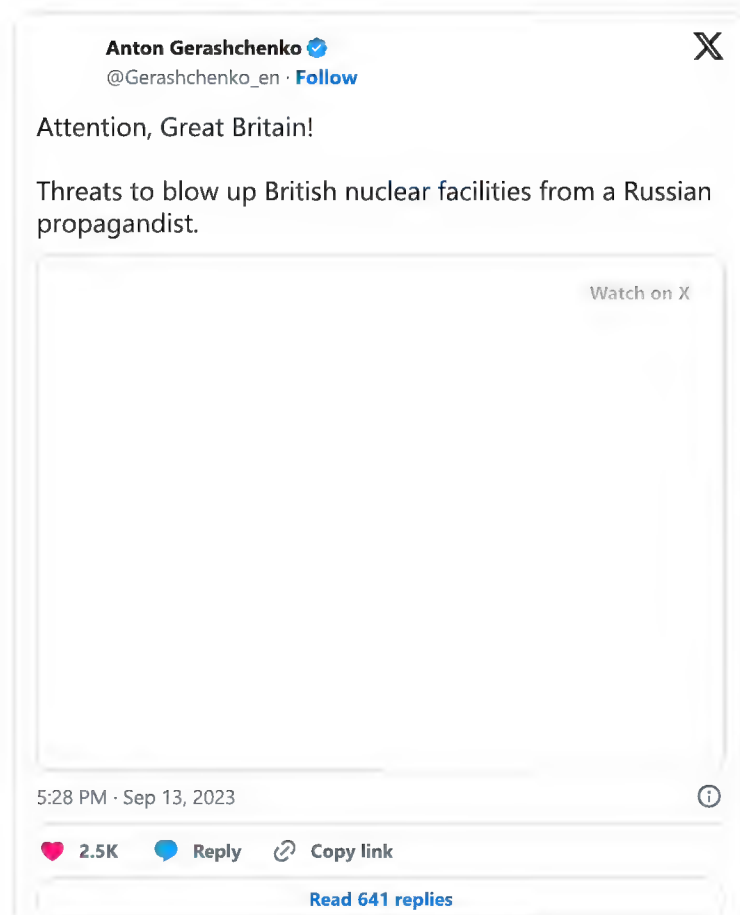 Anton Gerashchenko
@Gerashchenko_en · Follow
Attention, Great Britain!
Threats to blow up British nuclear facilities from a Russian
propagandist.
Watch on X
5:28 PM · Sep 13, 2023
2.5K Reply Copy link
Read 641 replies